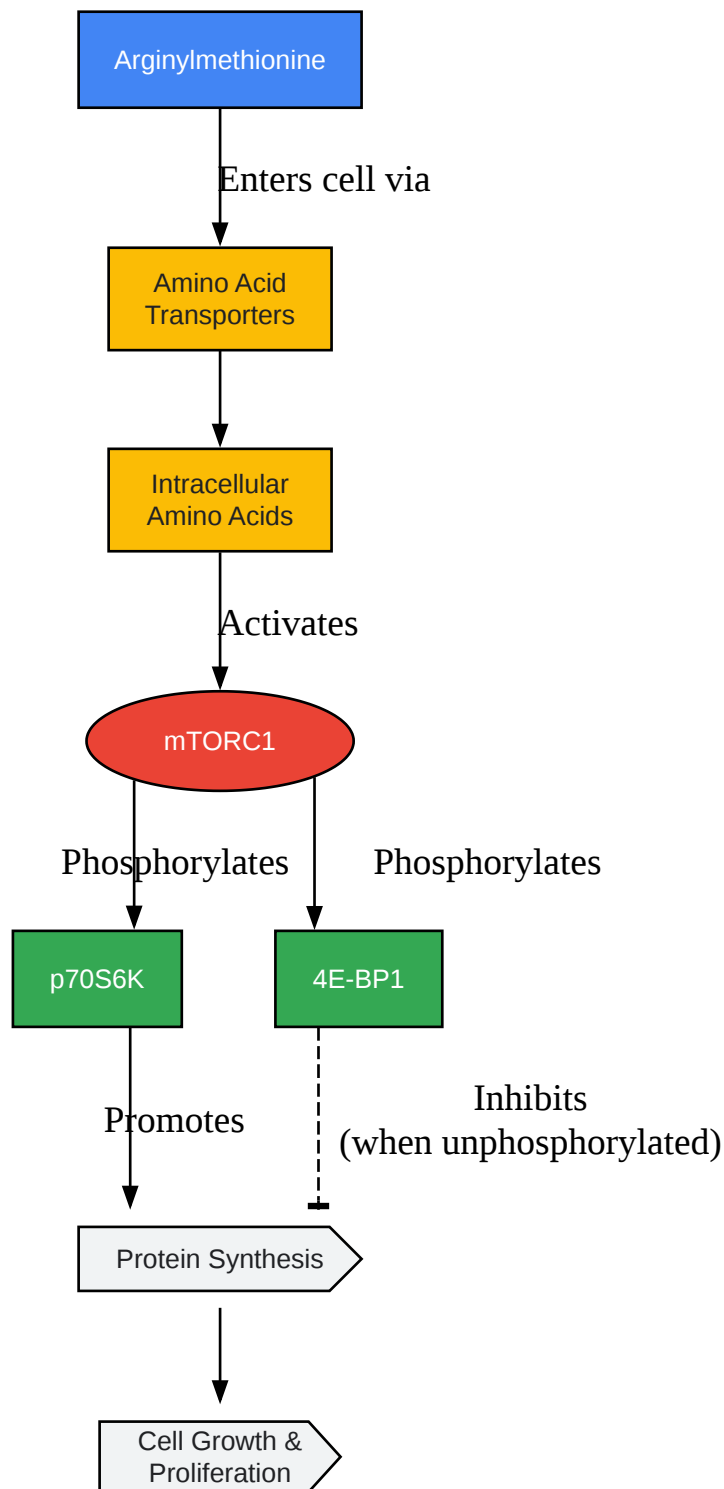 Arginylmethionine
Enters cell via
Amino Acid
Transporters
Intracellular
Amino Acids
Activates
mTORC1
Phosphorylates
Phosphorylates
p70S6K
4E-BP1
Promotes
Inhibits
(when unphosphorylated)
Protein Synthesis
Cell Growth &
Proliferation